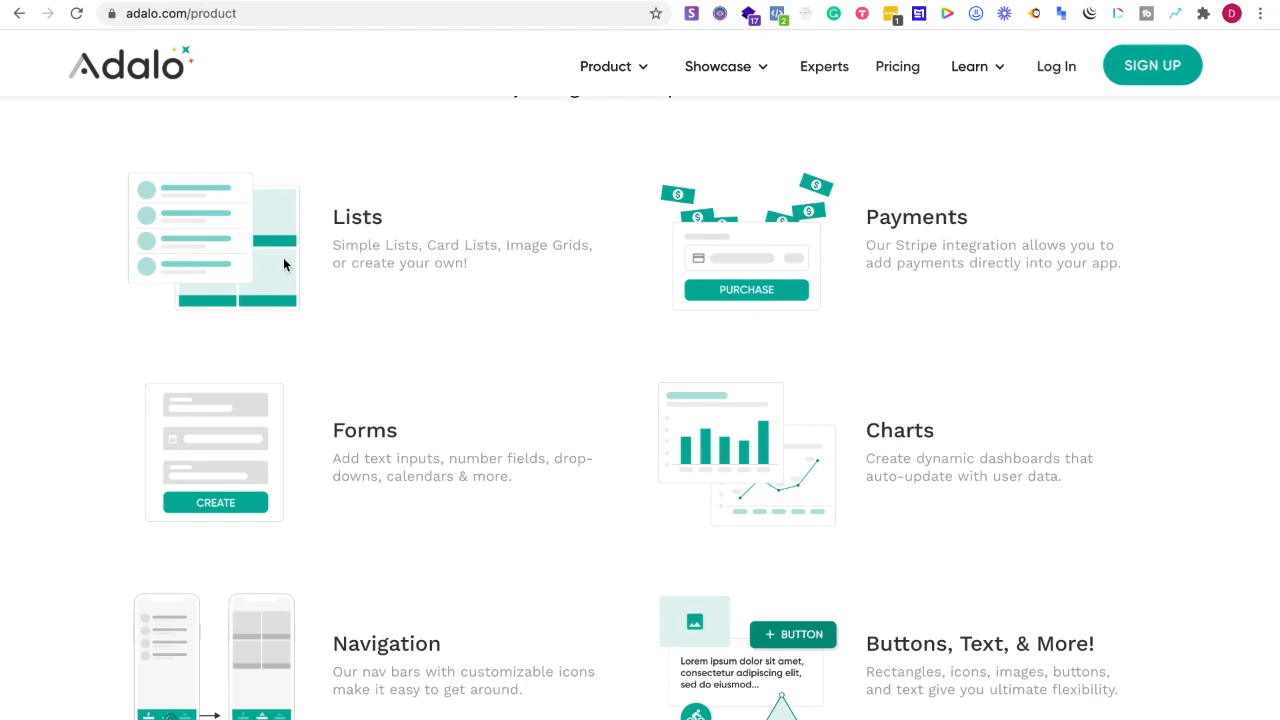 adalo.com/product
17
2
1
D
Adalo
Product
Showcase
Experts
Pricing
Learn
Log In
SIGN UP
Lists
Simple Lists, Card Lists, Image Grids,
or create your own!
PURCHASE
Payments
Our Stripe integration allows you to
add payments directly into your app.
CREATE
Forms
Add text inputs, number fields, drop-
downs, calendars & more.
Charts
Create dynamic dashboards that
auto-update with user data.
Navigation
Our nav bars with customizable icons
make it easy to get around.
+ BUTTON
Lorem ipsum dolor sit amet,
consectetur adipiscing elit,
sed do eiusmod...
Buttons, Text, & More!
Rectangles, icons, images, buttons,
and text give you ultimate flexibility.